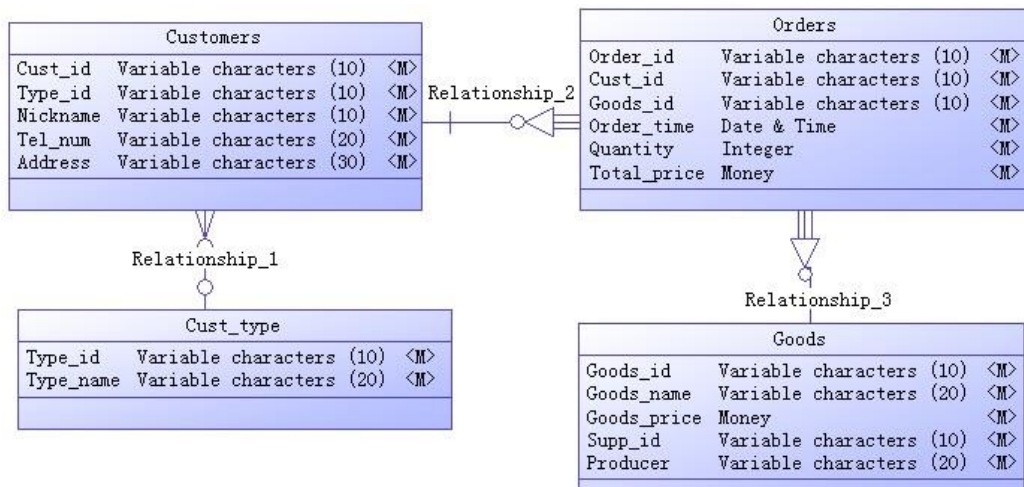 Customers
Cust_id Variable characters (10) <M>
Type_id Variable characters (10) <M>
Nickname Variable characters (10) <M>
Tel_num Variable characters (20) <M>
Address Variable characters (30) <M>
Relationship_2
Orders
Order_id Variable characters (10) <M>
Cust_id Variable characters (10) <M>
Goods_id Variable characters (10) <M>
Order_time Date & Time <M>
Quantity Integer <M>
Total_price Money <M>
Relationship_1
Cust_type
Type_id Variable characters (10) <M>
Type_name Variable characters (20) <M>
Relationship_3
Goods
Goods_id Variable characters (10) <M>
Goods_name Variable characters (20) <M>
Goods_price Money <M>
Supp_id Variable characters (10) <M>
Producer Variable characters (20) <M>